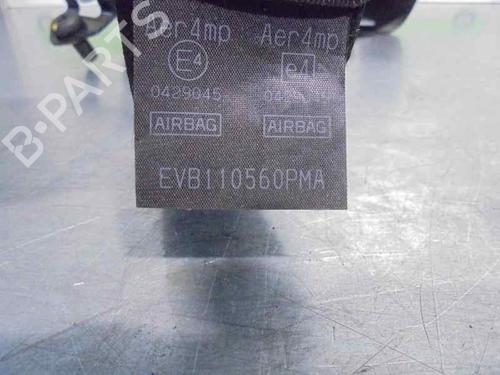 Aer4mp Aer4mp
E4 e4
0429045
AIRBAG AIRBAG
EVB110560PMA
B-PARTS